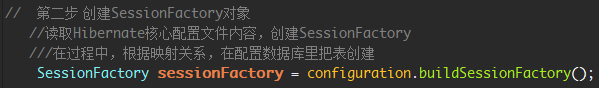 //  第二步 创建SessionFactory对象
//读取Hibernate核心配置文件内容，创建SessionFactory
///在过程中，根据映射关系，在配置数据库里把表创建
SessionFactory sessionFactory = configuration.buildSessionFactory();